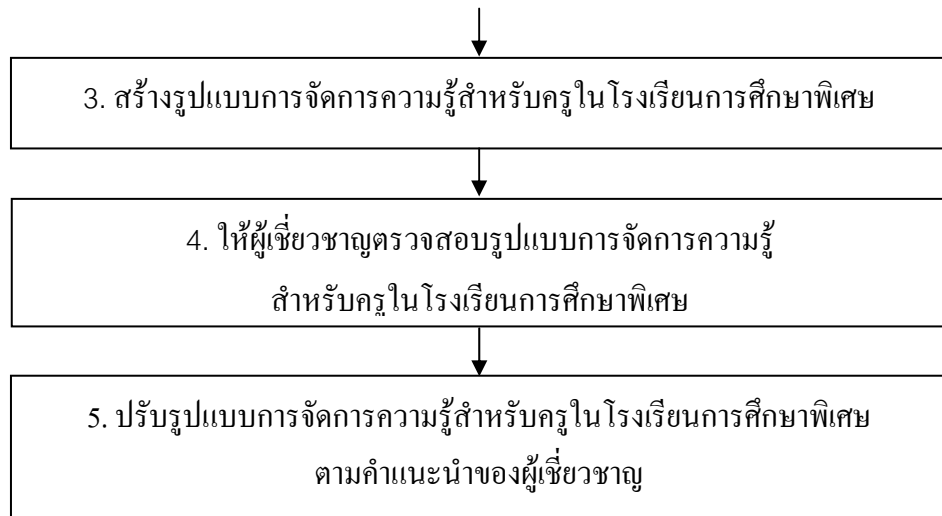 3. สร้างรูปแบบการจัดการความรู้สำหรับครูในโรงเรียนการศึกษาพิเศษ
4. ให้ผู้เชี่ยวชาญตรวจสอบรูปแบบการจัดการความรู้
สำหรับครูในโรงเรียนการศึกษาพิเศษ
5. ปรับรูปแบบการจัดการความรู้สำหรับครูในโรงเรียนการศึกษาพิเศษ
ตามคำแนะนำของผู้เชี่ยวชาญ